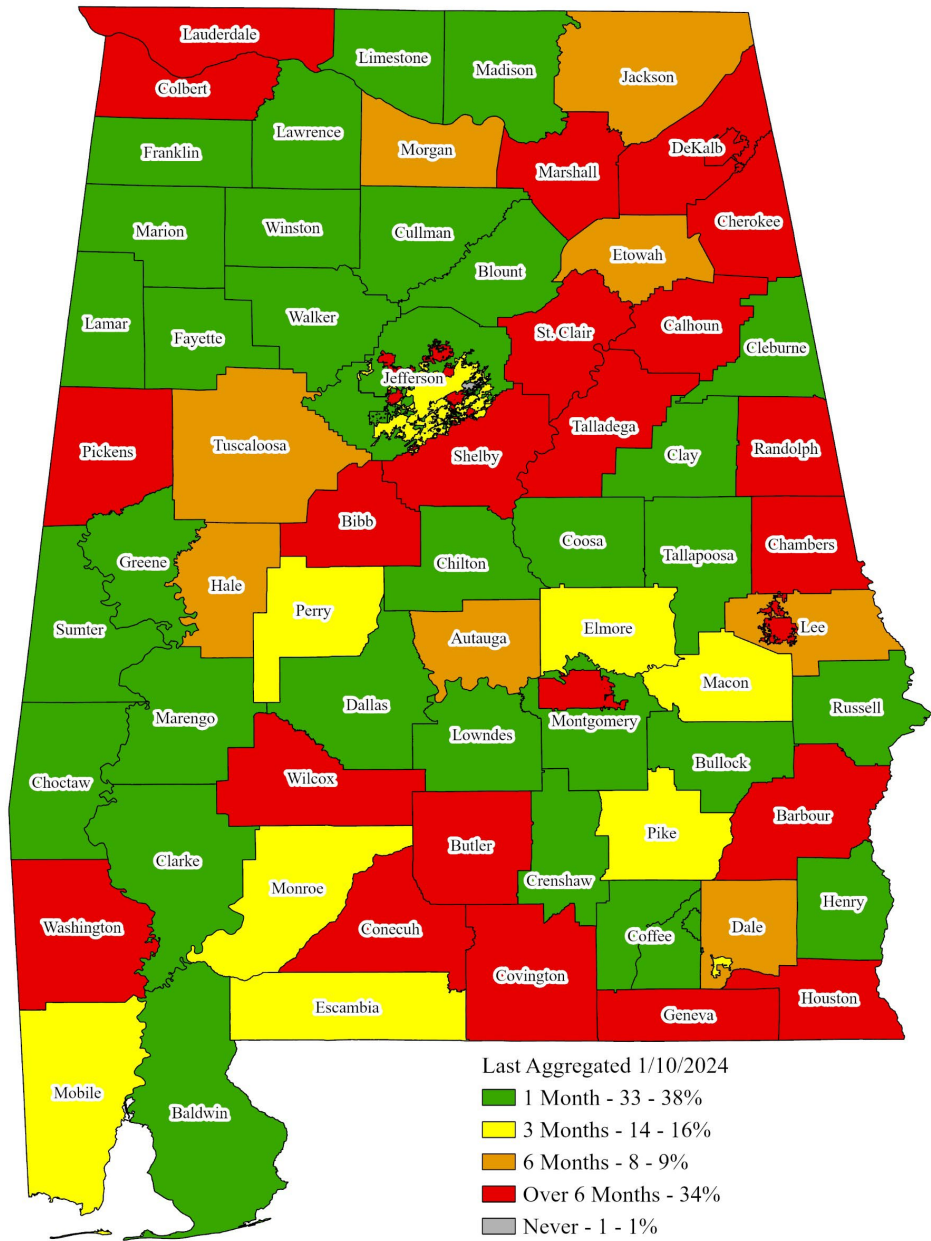 Lauderdale
Limestone
Madison
Jackson
Colbert
Lawrence
Franklin
Morgan
DeKalb
Marshall
Cherokee
Marion
Winston
Cullman
Etowah
Blount
Lamar
Fayette
Walker
St. Clair
Calhoun
Cleburne
Jefferson
Pickens
Tuscaloosa
Shelby
Talladega
Clay
Randolph
Bibb
Greene
Chilton
Coosa
Tallapoosa
Chambers
Hale
Perry
Sumter
Autauga
Elmore
Lee
Macon
Marengo
Dallas
Lowndes
Montgomery
Russell
Choctaw
Wilcox
Bullock
Clarke
Butler
Pike
Barbour
Monroe
Crenshaw
Washington
Conecuh
Coffee
Dale
Henry
Covington
Escambia
Geneva
Houston
Mobile
Baldwin
Last Aggregated 1/10/2024
1 Month - 33 - 38%
3 Months - 14 - 16%
6 Months - 8 - 9%
Over 6 Months - 34%
Never - 1 - 1%